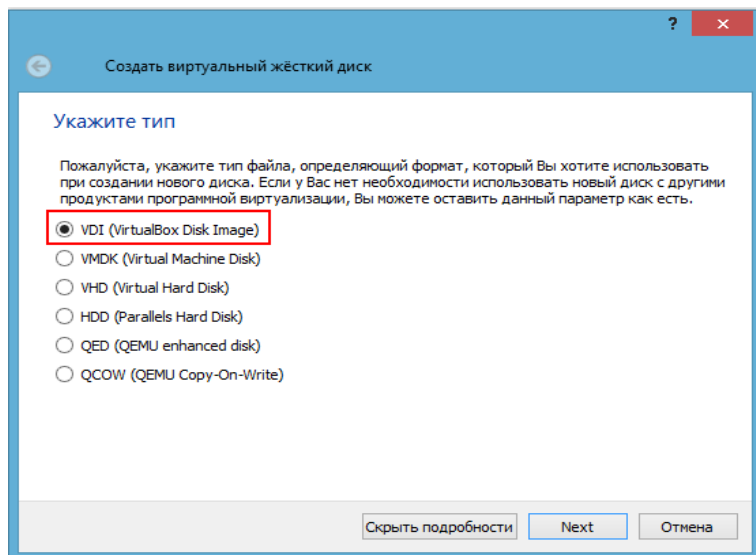 ?
Создать виртуальный жёсткий диск
Укажите тип
Пожалуйста, укажите тип файла, определяющий формат, который Вы хотите использовать
при создании нового диска. Если у Вас нет необходимости использовать новый диск с другими
продуктами программной виртуализации, Вы можете оставить данный параметр как есть.
VDI (VirtualBox Disk Image)
VMDK (Virtual Machine Disk)
VHD (Virtual Hard Disk)
HDD (Parallels Hard Disk)
QED (QEMU enhanced disk)
QCOW (QEMU Copy-On-Write)
Скрыть подробности Next Отмена